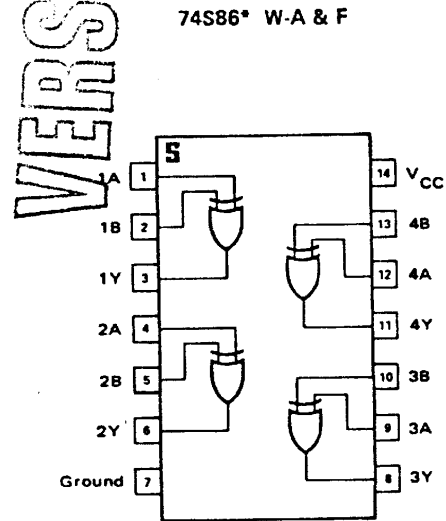 74S86* W-A & F
VERS
S
1A 1
1B 2
1Y 3
2A 4
2B 5
2Y 6
Ground 7
14 VCC
13 4B
12 4A
11 4Y
10 3B
9 3A
8 3Y